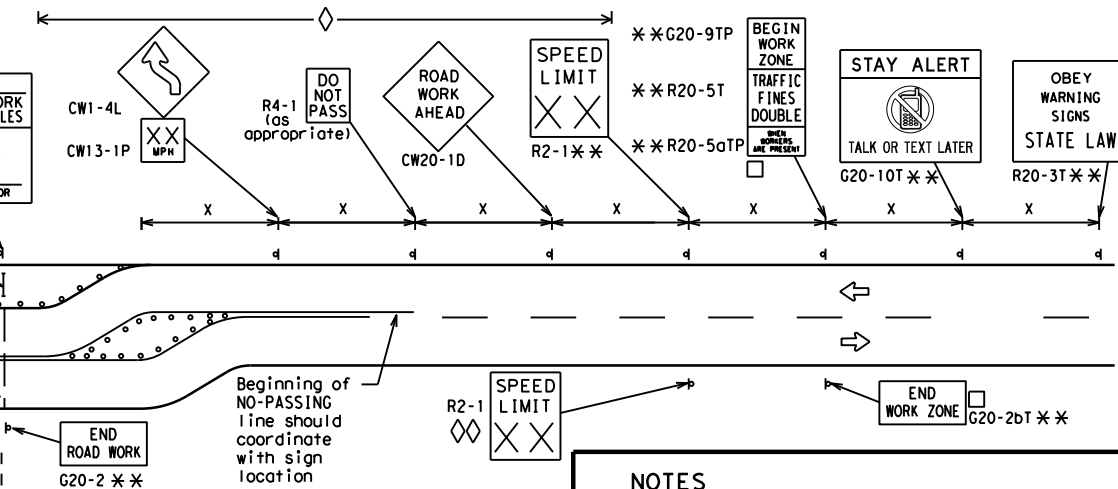 ORK
LES
OR
CW1-4L
CW13-1P
XX
MPH
R4-1
(as
appropriate)
DO
NOT
PASS
ROAD
WORK
AHEAD
CW20-1D
SPEED
LIMIT
X X
R2-1**
**G20-9TP
**R20-5T
**R20-5aTP
BEGIN
WORK
ZONE
TRAFFIC
FINES
DOUBLE
WHEN
WORKERS
ARE PRESENT
STAY ALERT
TALK OR TEXT LATER
G20-10T **
OBEY
WARNING
SIGNS
STATE LAW
R20-3T **
X X X X X X X
Beginning of
NO-PASSING
line should
coordinate
with sign
location
END
ROAD WORK
G20-2 **
R2-1
SPEED
LIMIT
X X
END
WORK ZONE
G20-2bT **
NOTES